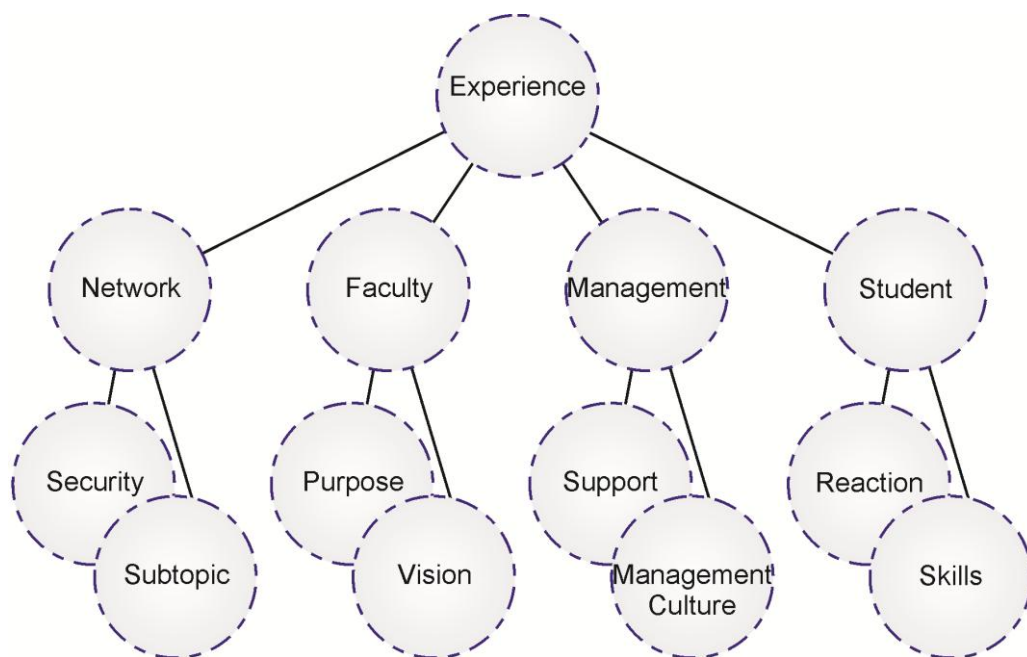 Experience
Network
Faculty
Management
Student
Security
Purpose
Support
Reaction
Subtopic
Vision
Management
Culture
Skills